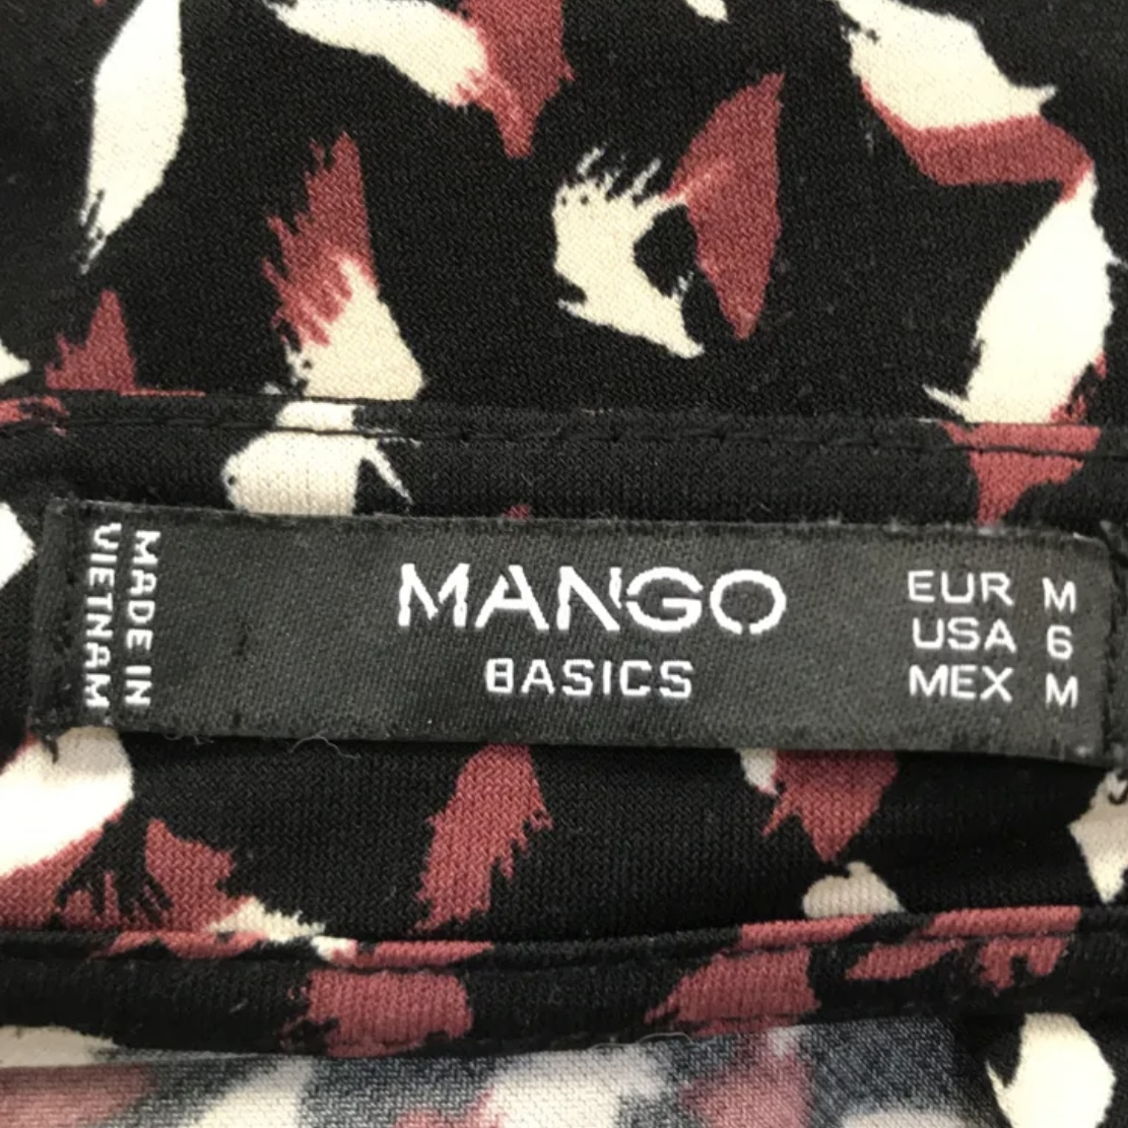 MADE IN
VIETNAM
MANGO
BASICS
EUR M
USA 6
MEX M